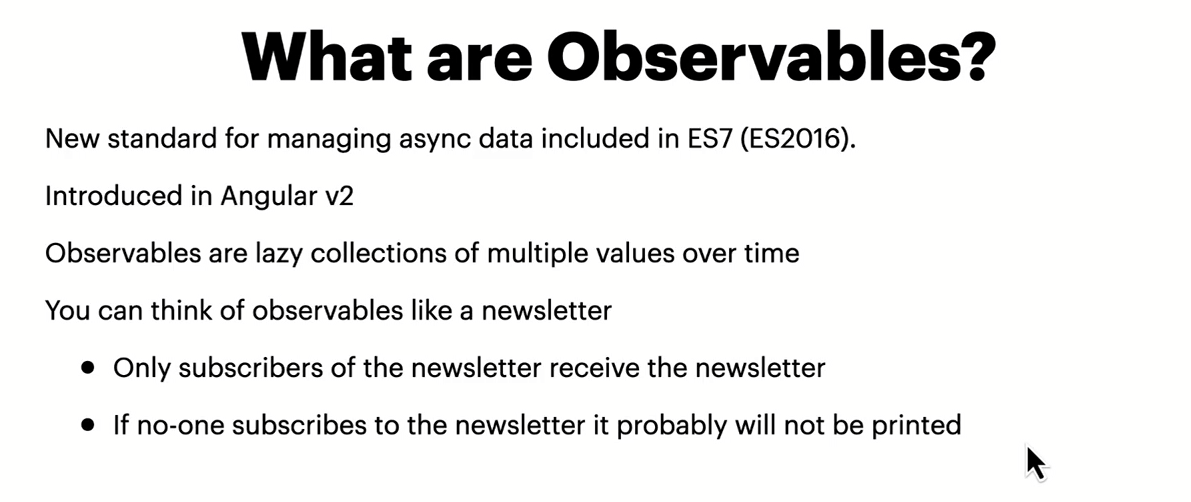 What are Observables?
New standard for managing async data included in ES7 (ES2016).
Introduced in Angular v2
Observables are lazy collections of multiple values over time
You can think of observables like a newsletter
● Only subscribers of the newsletter receive the newsletter
● If no-one subscribes to the newsletter it probably will not be printed